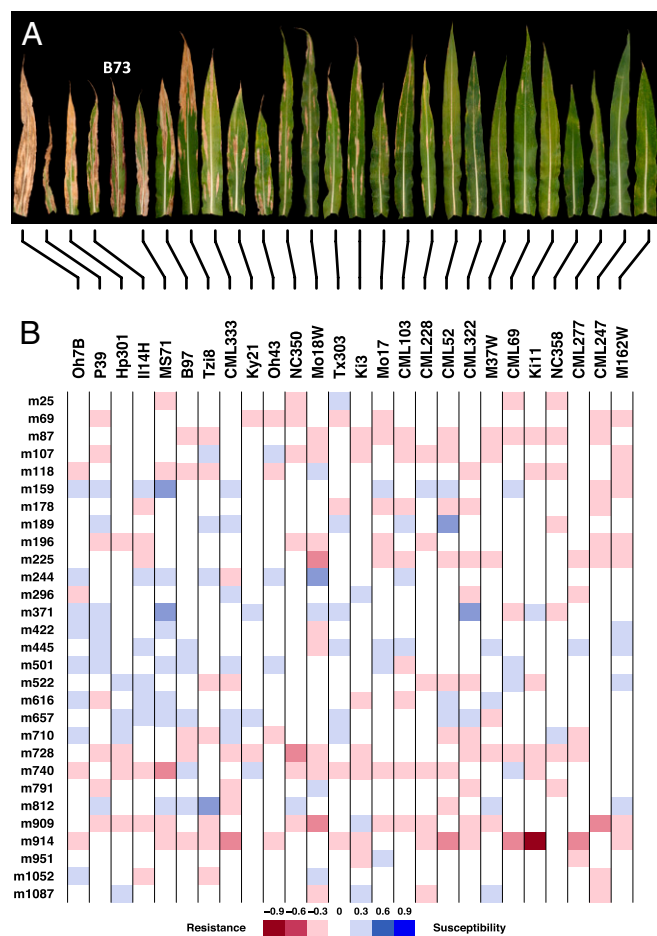 A
B73
B
Oh7B P39 Hp301 Il14H MS71 B97 Tzi8 CML333 Ky21 Oh43 NC350 Mo18W Tx303 Ki3 Mo17 CML103 CML228 CML52 CML322 M37W CML69 Ki11 NC358 CML277 CML247 M162W
m25
m69
m87
m107
m118
m159
m178
m189
m196
m225
m244
m296
m371
m422
m445
m501
m522
m616
m657
m710
m728
m740
m791
m812
m909
m914
m951
m1052
m1087
−0.9 −0.6 −0.3 0 0.3 0.6 0.9
Resistance Susceptibility